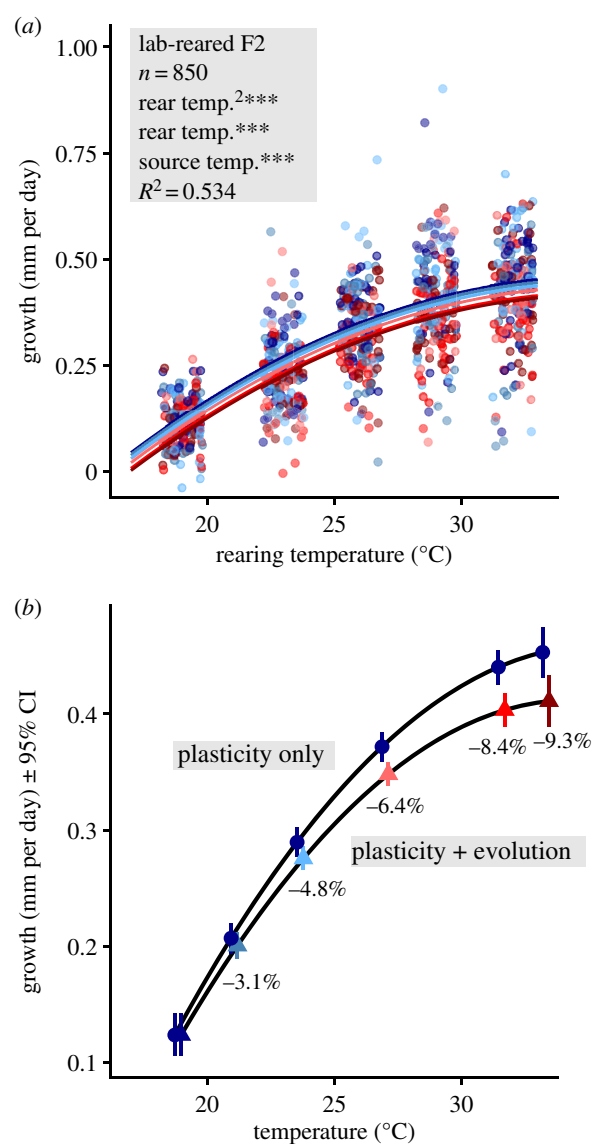 (a)
1.00
0.75
0.50
0.25
0
growth (mm per day)
lab-reared F2
n = 850
rear temp.²***
rear temp.***
source temp.***
R² = 0.534
20
25
30
rearing temperature (°C)
(b)
0.4
0.3
0.2
0.1
growth (mm per day) ± 95% CI
plasticity only
plasticity + evolution
–3.1%
–4.8%
–6.4%
–8.4%
–9.3%
20
25
30
temperature (°C)